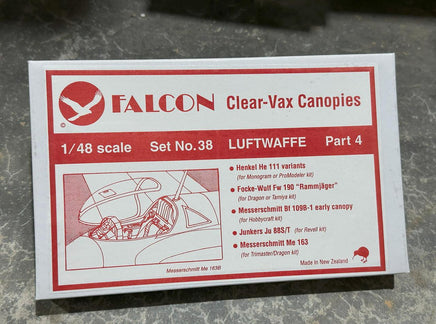 FALCON Clear-Vax Canopies
©
1/48 scale Set No.38 LUFTWAFFE Part 4
• Henkel He 111 variants
(for Monogram or ProModeler kit)
• Focke-Wulf Fw 190 "Rammjäger"
(for Dragon or Tamiya kit)
• Messerschmitt Bf 109B-1 early canopy
(for Hobbycraft kit)
• Junkers Ju 88S/T (for Revell kit)
• Messerschmitt Me 163
(for Trimaster/Dragon kit)
Messerschmitt Me 163B
Made in New Zealand